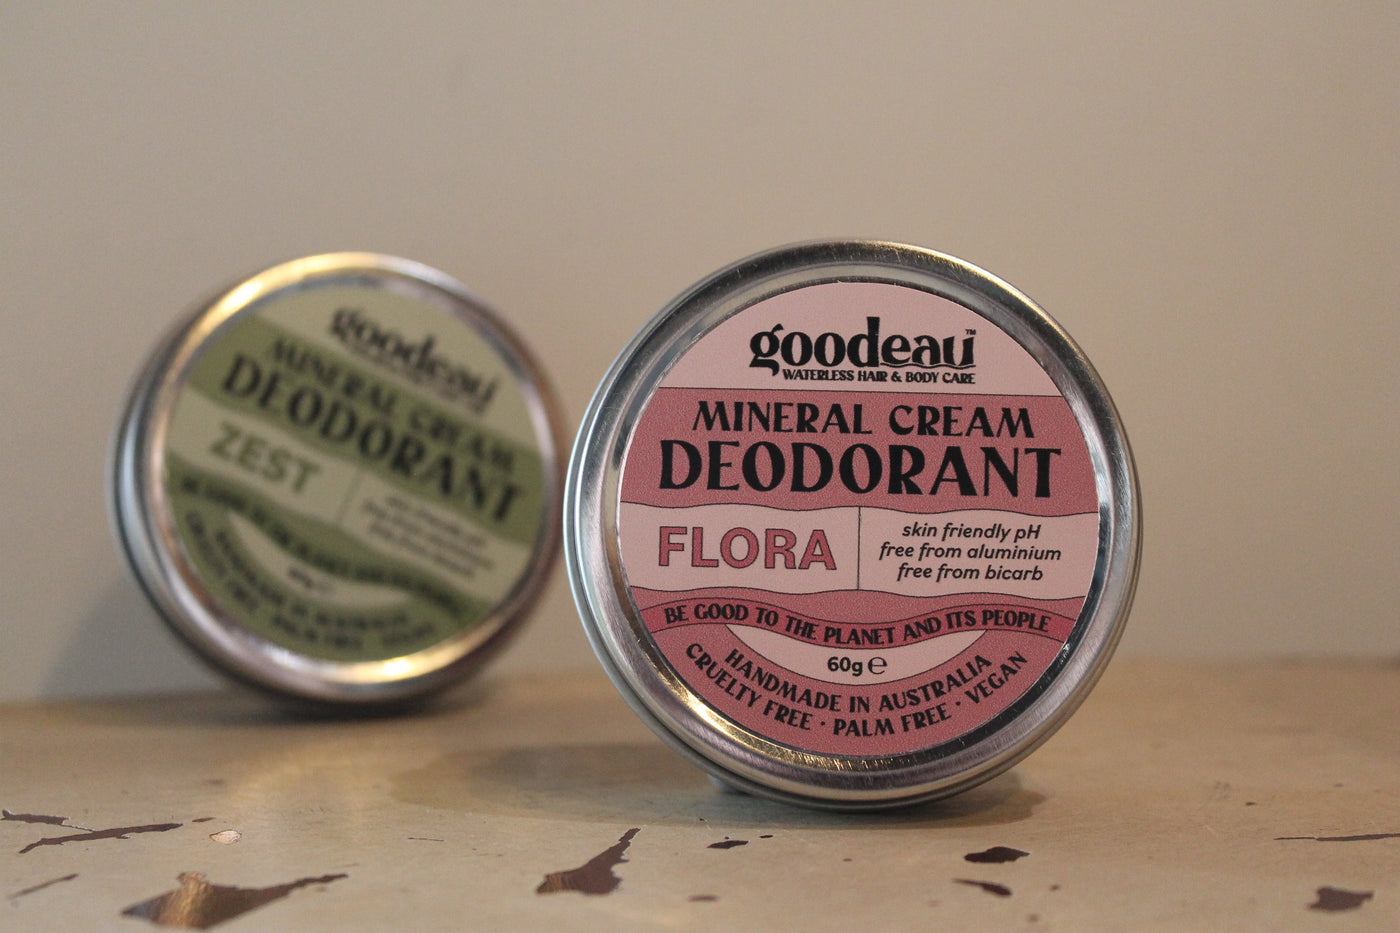 goodeau
MINERAL CREAM
DEODORANT
ZEST
goodeau™
WATERLESS HAIR & BODY CARE
MINERAL CREAM
DEODORANT
FLORA
skin friendly pH
free from aluminium
free from bicarb
BE GOOD TO THE PLANET AND ITS PEOPLE
60g ℮
HANDMADE IN AUSTRALIA
CRUELTY FREE · PALM FREE · VEGAN